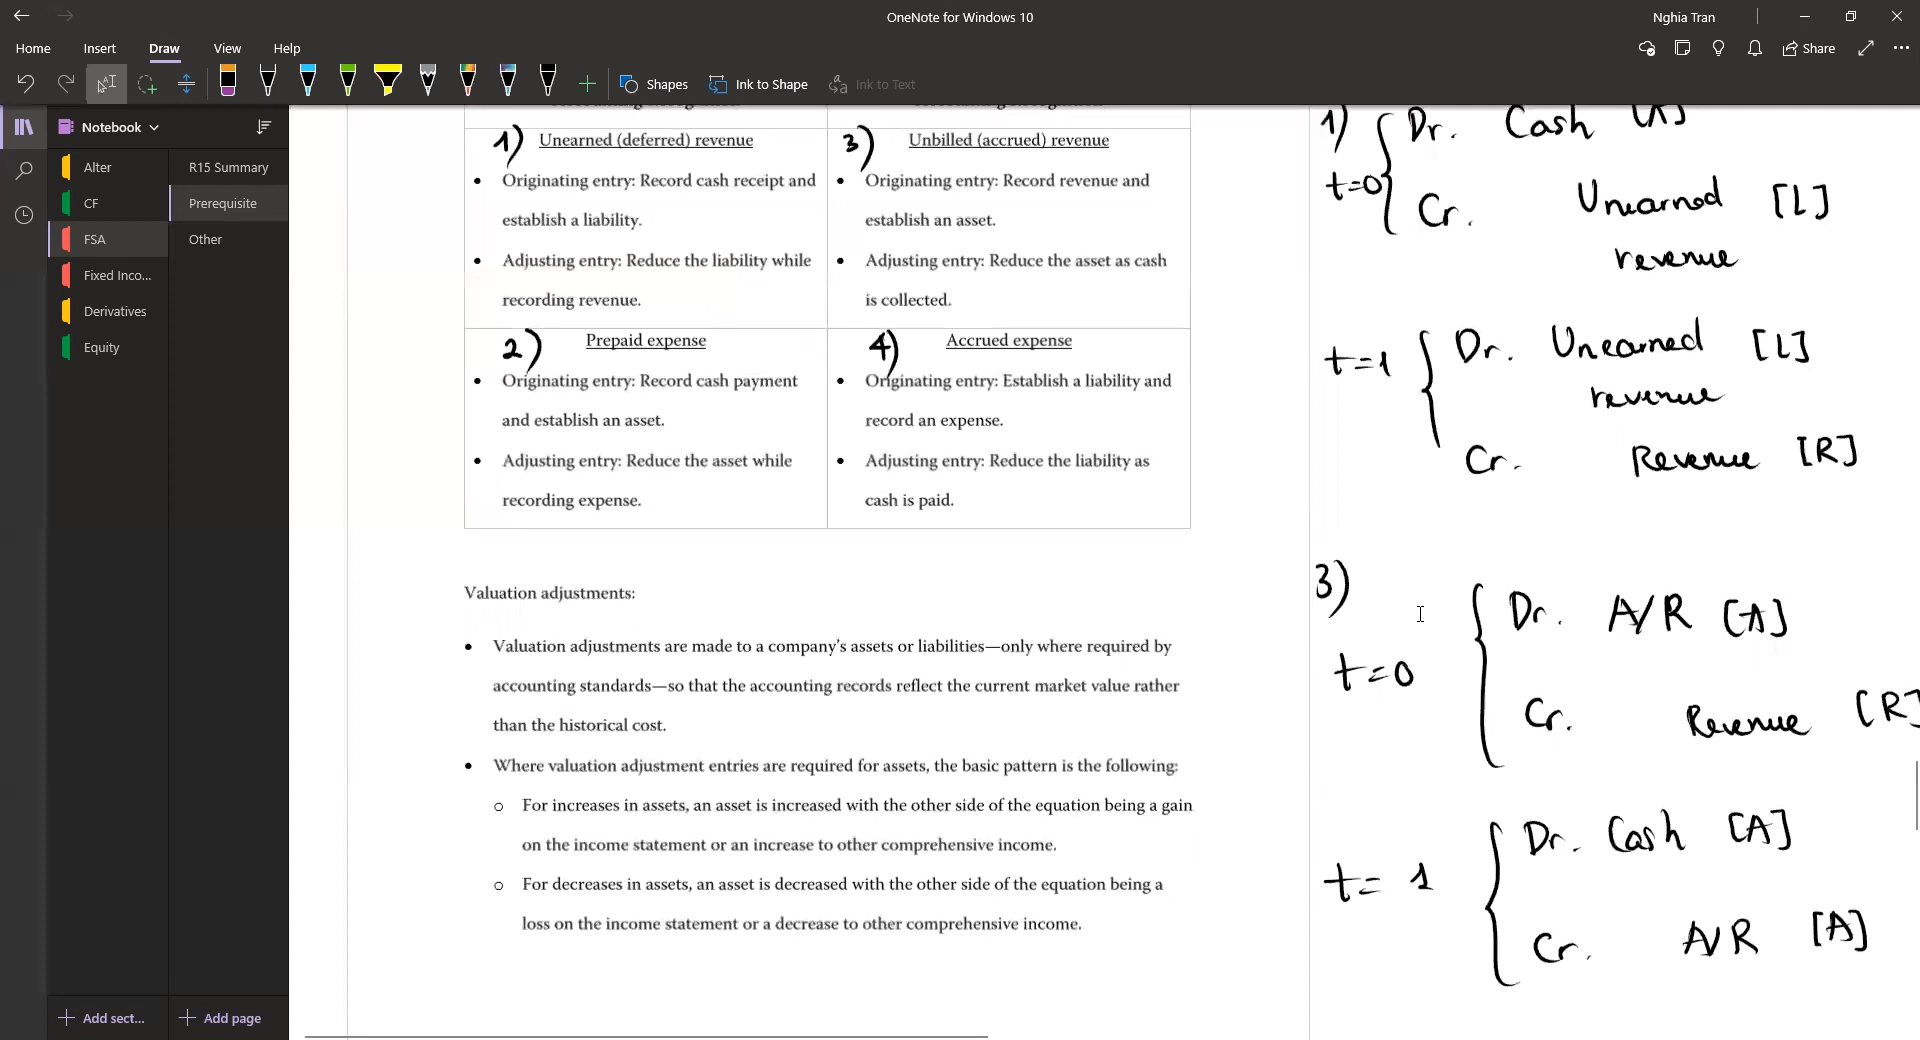 OneNote for Windows 10
Nghia Tran
Home Insert Draw View Help
Share
Shapes
Ink to Shape
Ink to Text
Notebook
Alter
CF
FSA
Fixed Inco...
Derivatives
Equity
R15 Summary
Prerequisite
Other
Add sect...
Add page
1) Unearned (deferred) revenue
• Originating entry: Record cash receipt and
establish a liability.
• Adjusting entry: Reduce the liability while
recording revenue.
3) Unbilled (accrued) revenue
• Originating entry: Record revenue and
establish an asset.
• Adjusting entry: Reduce the asset as cash
is collected.
2) Prepaid expense
• Originating entry: Record cash payment
and establish an asset.
• Adjusting entry: Reduce the asset while
recording expense.
4) Accrued expense
• Originating entry: Establish a liability and
record an expense.
• Adjusting entry: Reduce the liability as
cash is paid.
Valuation adjustments:
• Valuation adjustments are made to a company's assets or liabilities—only where required by
accounting standards—so that the accounting records reflect the current market value rather
than the historical cost.
• Where valuation adjustment entries are required for assets, the basic pattern is the following:
o For increases in assets, an asset is increased with the other side of the equation being a gain
on the income statement or an increase to other comprehensive income.
o For decreases in assets, an asset is decreased with the other side of the equation being a
loss on the income statement or a decrease to other comprehensive income.
1) Dr. Cash [A]
t=0
Cr. Unearned [L]
revenue
t=1 Dr. Unearned [L]
revenue
Cr. Revenue [R]
3)
Dr. A/R [A]
t=0
Cr. Revenue [R]
Dr. Cash [A]
t= 1
Cr. A/R [A]